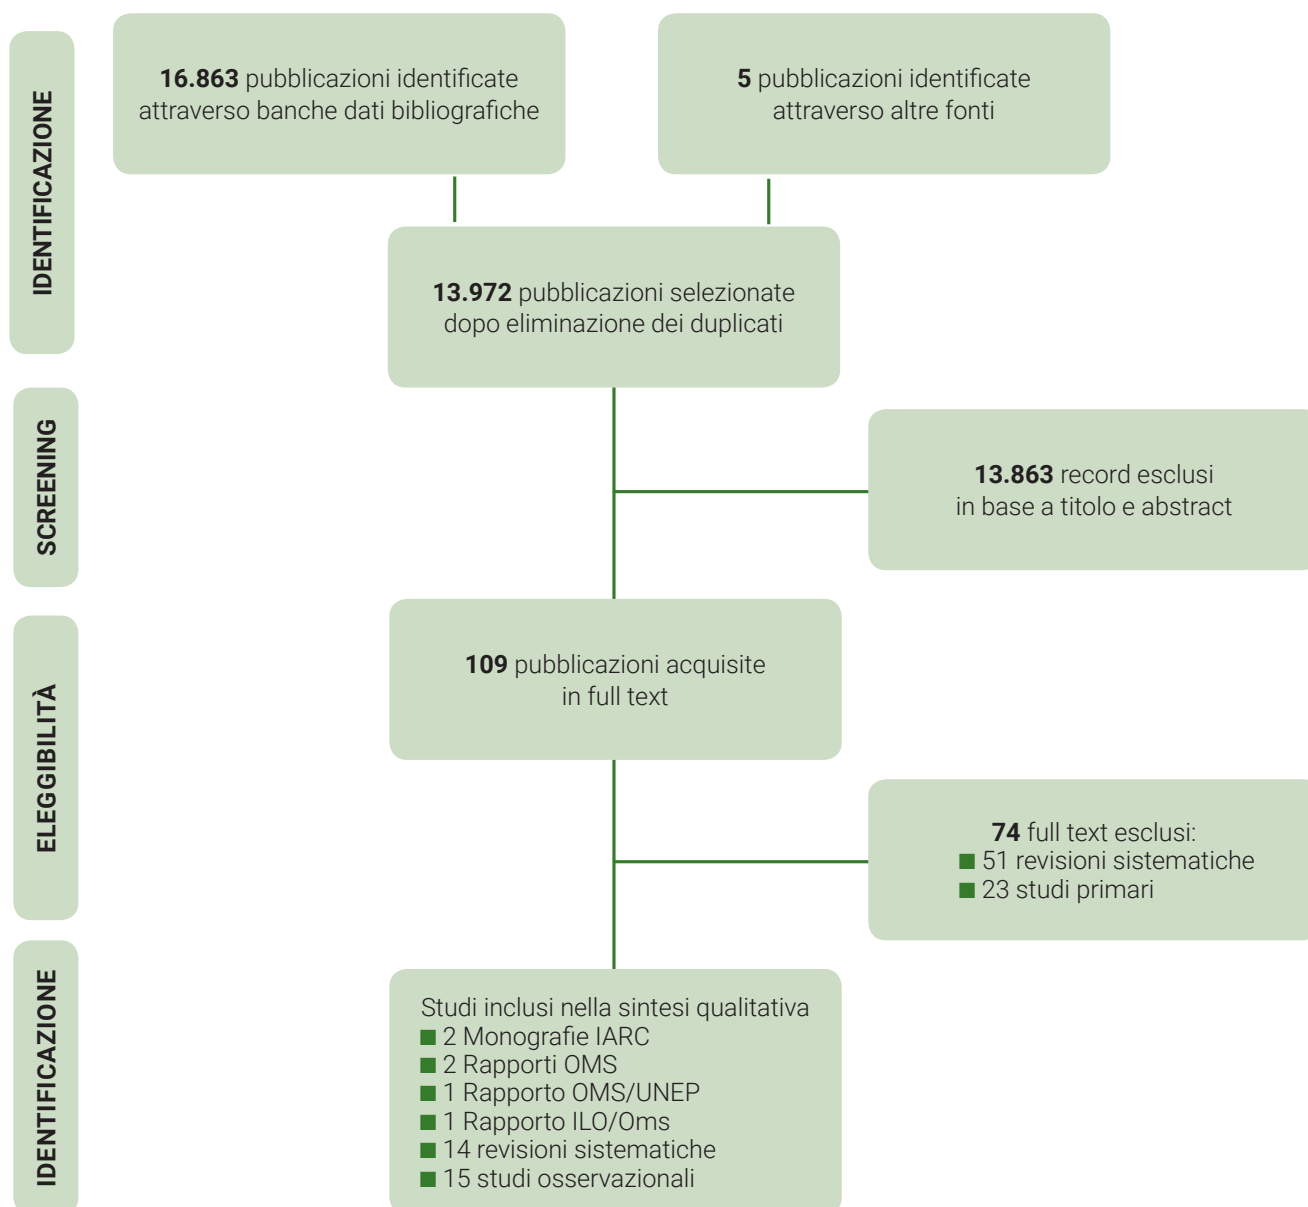 IDENTIFICAZIONE
16.863 pubblicazioni identificate
attraverso banche dati bibliografiche
5 pubblicazioni identificate
attraverso altre fonti
13.972 pubblicazioni selezionate
dopo eliminazione dei duplicati
SCREENING
13.863 record esclusi
in base a titolo e abstract
ELEGGIBILITÀ
109 pubblicazioni acquisite
in full text
74 full text esclusi:
■ 51 revisioni sistematiche
■ 23 studi primari
IDENTIFICAZIONE
Studi inclusi nella sintesi qualitativa
■ 2 Monografie IARC
■ 2 Rapporti OMS
■ 1 Rapporto OMS/UNEP
■ 1 Rapporto ILO/Oms
■ 14 revisioni sistematiche
■ 15 studi osservazionali